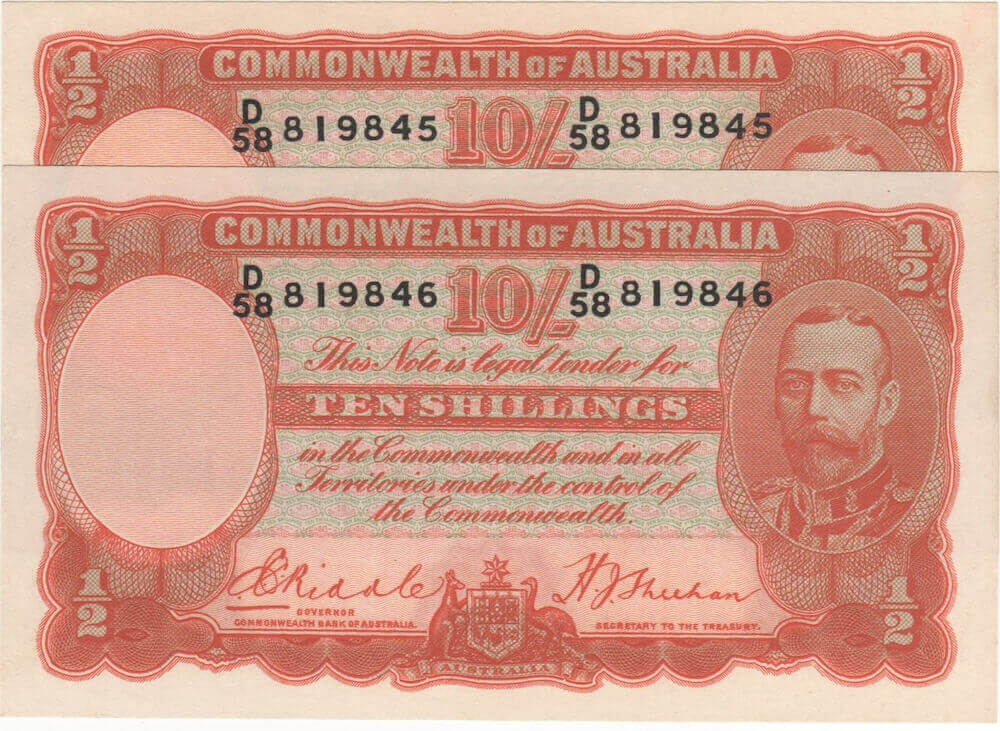 1/2 COMMONWEALTH OF AUSTRALIA 1/2
D/58 819845 10/- D/58 819845
1/2 COMMONWEALTH OF AUSTRALIA 1/2
D/58 819846 10/- D/58 819846
This Note is legal tender for
TEN SHILLINGS
in the Commonwealth and in all
Territories under the control of
the Commonwealth.
1/2 E. Riddle H. J. Sheehan 1/2
GOVERNOR
COMMONWEALTH BANK OF AUSTRALIA. SECRETARY TO THE TREASURY.
AUSTRALIA